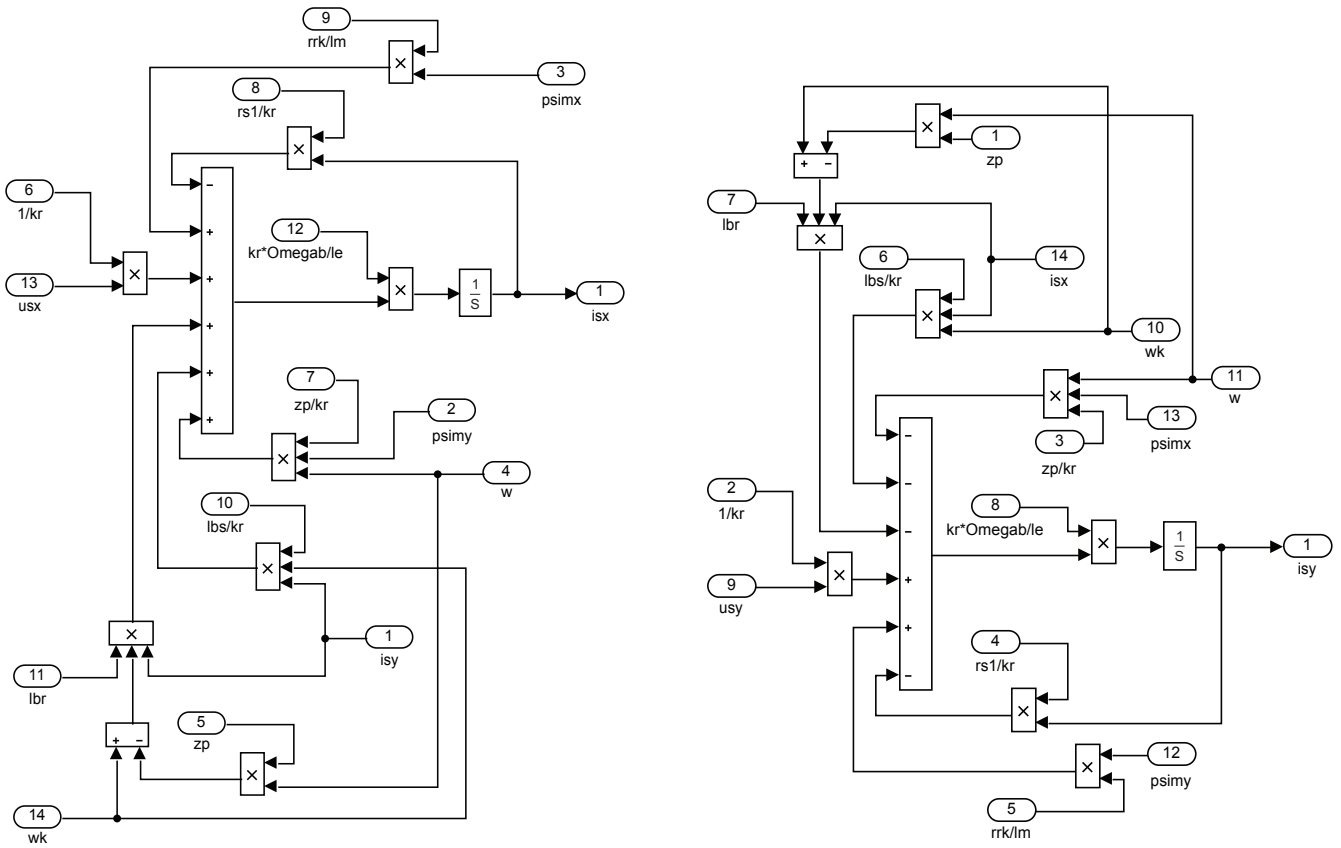 9
rrk/lm
3
psimx
8
rs1/kr
×
×
6
1/kr
13
usx
×
−
+
+
+
+
+
12
kr*Omegab/le
×
1
S
1
isx
7
zp/kr
2
psimy
×
4
w
10
lbs/kr
×
×
1
isy
11
lbr
+ −
5
zp
×
14
wk
×
1
zp
+ −
7
lbr
×
6
lbs/kr
14
isx
×
10
wk
11
w
×
13
psimx
3
zp/kr
−
−
−
+
+
−
2
1/kr
9
usy
×
8
kr*Omegab/le
×
1
S
1
isy
4
rs1/kr
×
×
12
psimy
5
rrk/lm